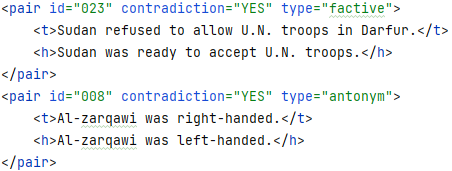 <pair id="023" contradiction="YES" type="factive">
<t>Sudan refused to allow U.N. troops in Darfur.</t>
<h>Sudan was ready to accept U.N. troops.</h>
</pair>
<pair id="008" contradiction="YES" type="antonym">
<t>Al-zarqawi was right-handed.</t>
<h>Al-zarqawi was left-handed.</h>
</pair>